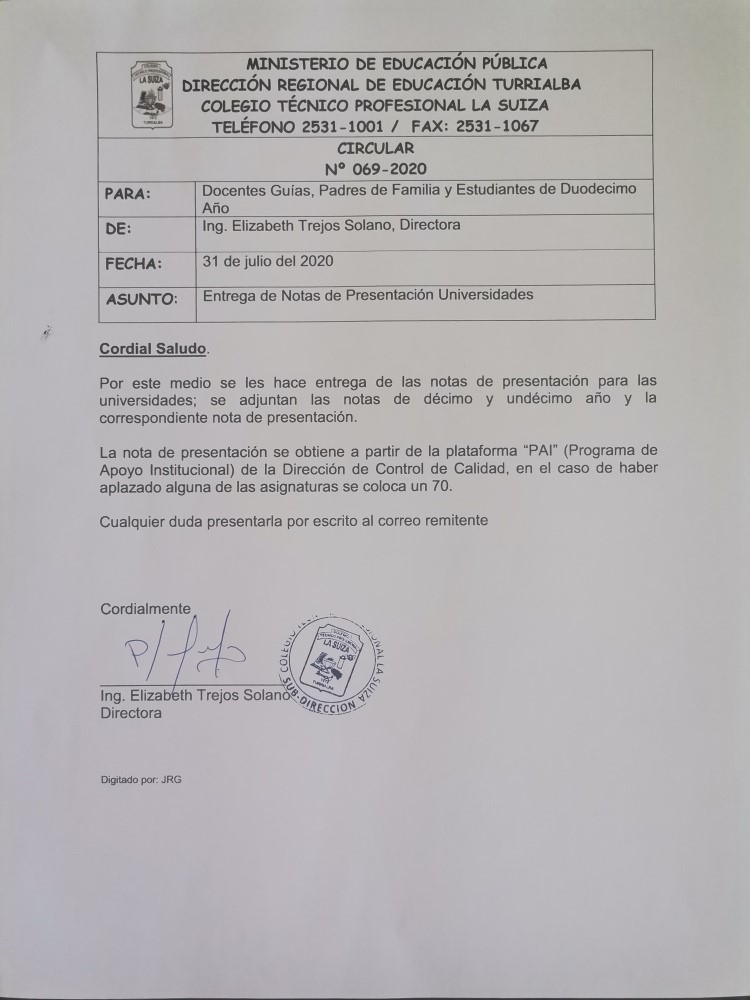 MINISTERIO DE EDUCACIÓN PÚBLICA
DIRECCIÓN REGIONAL DE EDUCACIÓN TURRIALBA
COLEGIO TÉCNICO PROFESIONAL LA SUIZA
TELÉFONO 2531-1001 / FAX: 2531-1067
LA SUIZA
TURRIALBA
CIRCULAR
Nº 069-2020
PARA: Docentes Guías, Padres de Familia y Estudiantes de Duodecimo
Año
DE: Ing. Elizabeth Trejos Solano, Directora
FECHA: 31 de julio del 2020
ASUNTO: Entrega de Notas de Presentación Universidades
Cordial Saludo.
Por este medio se les hace entrega de las notas de presentación para las
universidades; se adjuntan las notas de décimo y undécimo año y la
correspondiente nota de presentación.
La nota de presentación se obtiene a partir de la plataforma “PAI” (Programa de
Apoyo Institucional) de la Dirección de Control de Calidad, en el caso de haber
aplazado alguna de las asignaturas se coloca un 70.
Cualquier duda presentarla por escrito al correo remitente
Cordialmente
P/
COLEGIO
LA SUIZA
SUB-DIRECCION
LA SUIZA
TURRIALBA
Ing. Elizabeth Trejos Solano
Directora
Digitado por: JRG